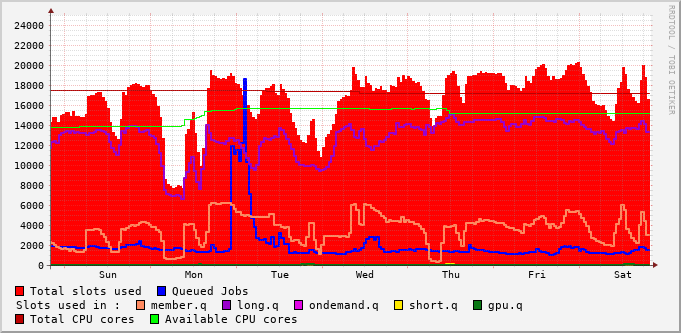 RRDTOOL / TOBI OETIKER
24000
22000
20000
18000
16000
14000
12000
10000
8000
6000
4000
2000
0
Sun Mon Tue Wed Thu Fri Sat
Total slots used Queued Jobs
Slots used in : member.q long.q ondemand.q short.q gpu.q
Total CPU cores Available CPU cores